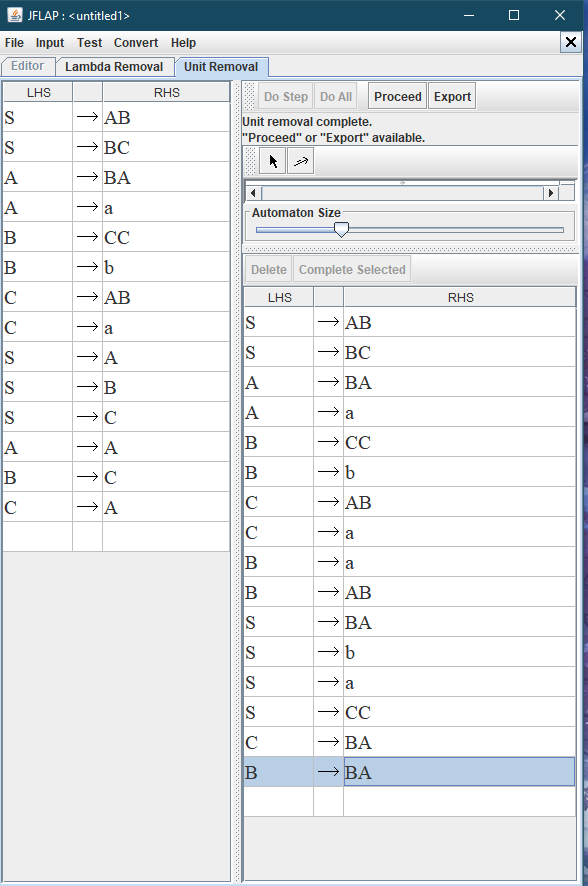 JFLAP : <untitled1>
File Input Test Convert Help
Editor Lambda Removal Unit Removal
LHS RHS
S → AB
S → BC
A → BA
A → a
B → CC
B → b
C → AB
C → a
S → A
S → B
S → C
A → A
B → C
C → A
Do Step Do All Proceed Export
Unit removal complete.
"Proceed" or "Export" available.
Automaton Size
Delete Complete Selected
LHS RHS
S → AB
S → BC
A → BA
A → a
B → CC
B → b
C → AB
C → a
B → a
B → AB
S → BA
S → b
S → a
S → CC
C → BA
B → BA